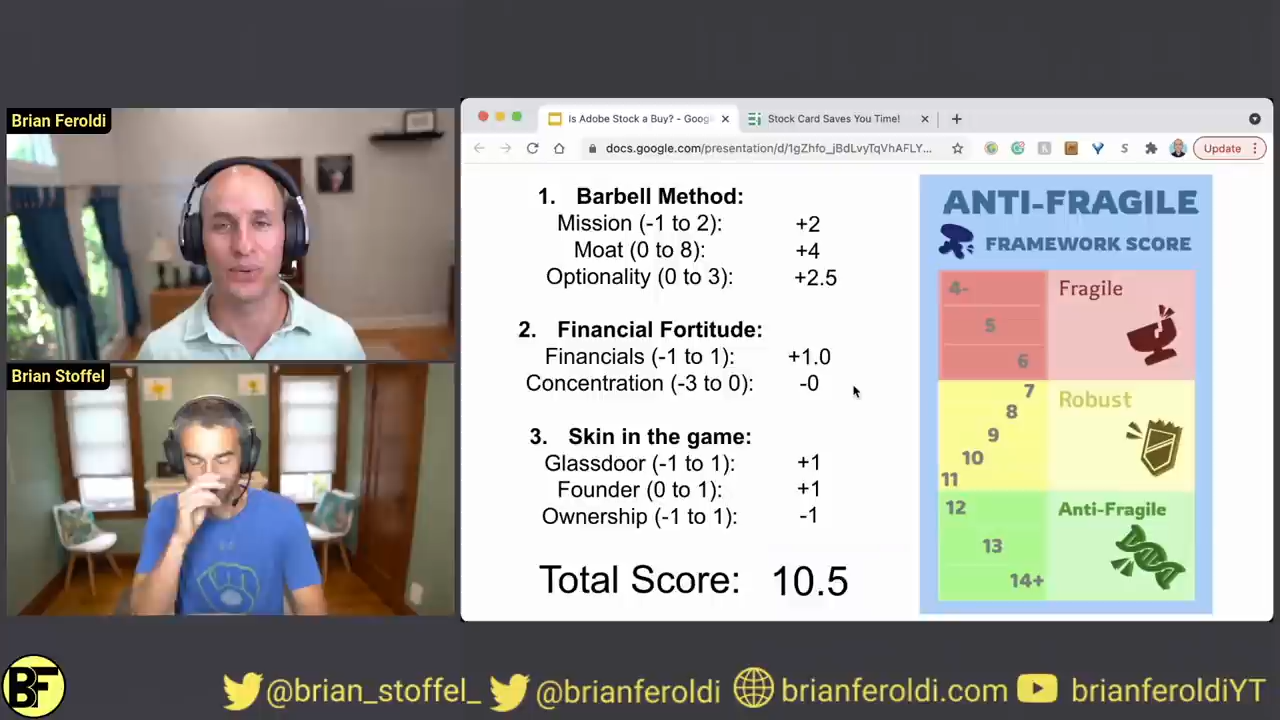 Brian Feroldi
Brian Stoffel
Is Adobe Stock a Buy? - Goog
Stock Card Saves You Time!
docs.google.com/presentation/d/1gZhfo_jBdLvyTqVhAFLY...
Update
1. Barbell Method:
Mission (-1 to 2): +2
Moat (0 to 8): +4
Optionality (0 to 3): +2.5
2. Financial Fortitude:
Financials (-1 to 1): +1.0
Concentration (-3 to 0): -0
3. Skin in the game:
Glassdoor (-1 to 1): +1
Founder (0 to 1): +1
Ownership (-1 to 1): -1
Total Score: 10.5
ANTI-FRAGILE
FRAMEWORK SCORE
4-
Fragile
5
6
7
Robust
8
9
10
11
12
Anti-Fragile
13
14+
BF
@brian_stoffel_
@brianferoldi
brianferoldi.com
brianferoldiYT